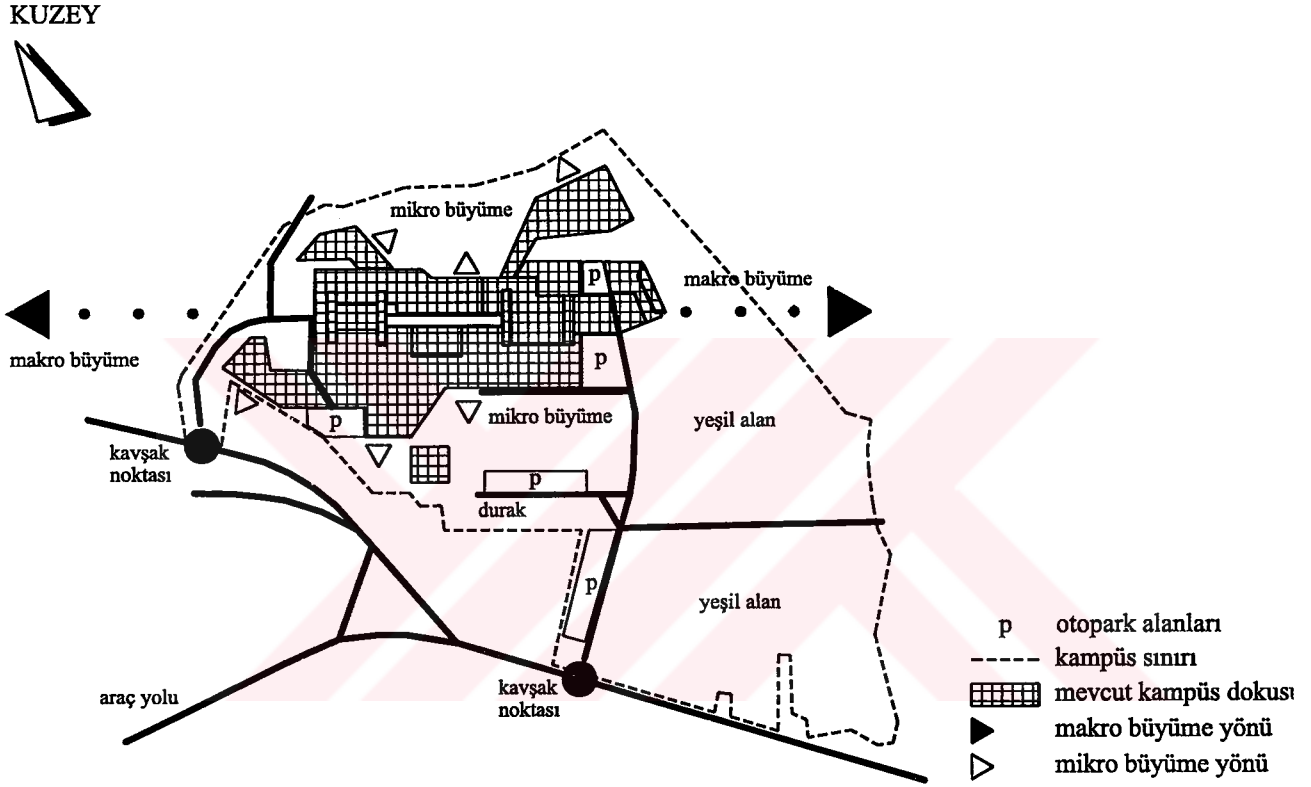 KUZEY
mikro büyüme
p
makro büyüme
makro büyüme
p
p
mikro büyüme
yeşil alan
kavşak
noktası
p
durak
p
yeşil alan
kavşak
noktası
araç yolu
p otopark alanları
kampüs sınırı
mevcut kampüs dokusu
makro büyüme yönü
mikro büyüme yönü